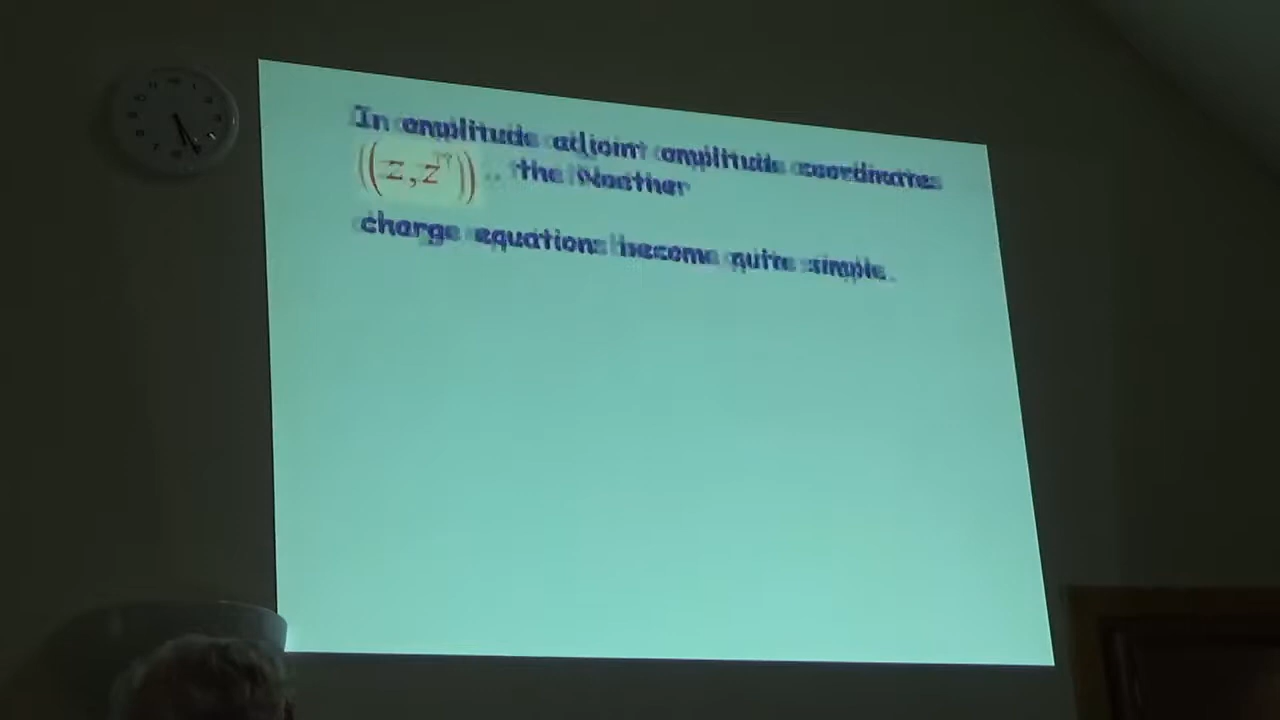 In amplitude adjoint amplitude coordinates
(z, z†) .. the Noether
charge equations become quite simple.